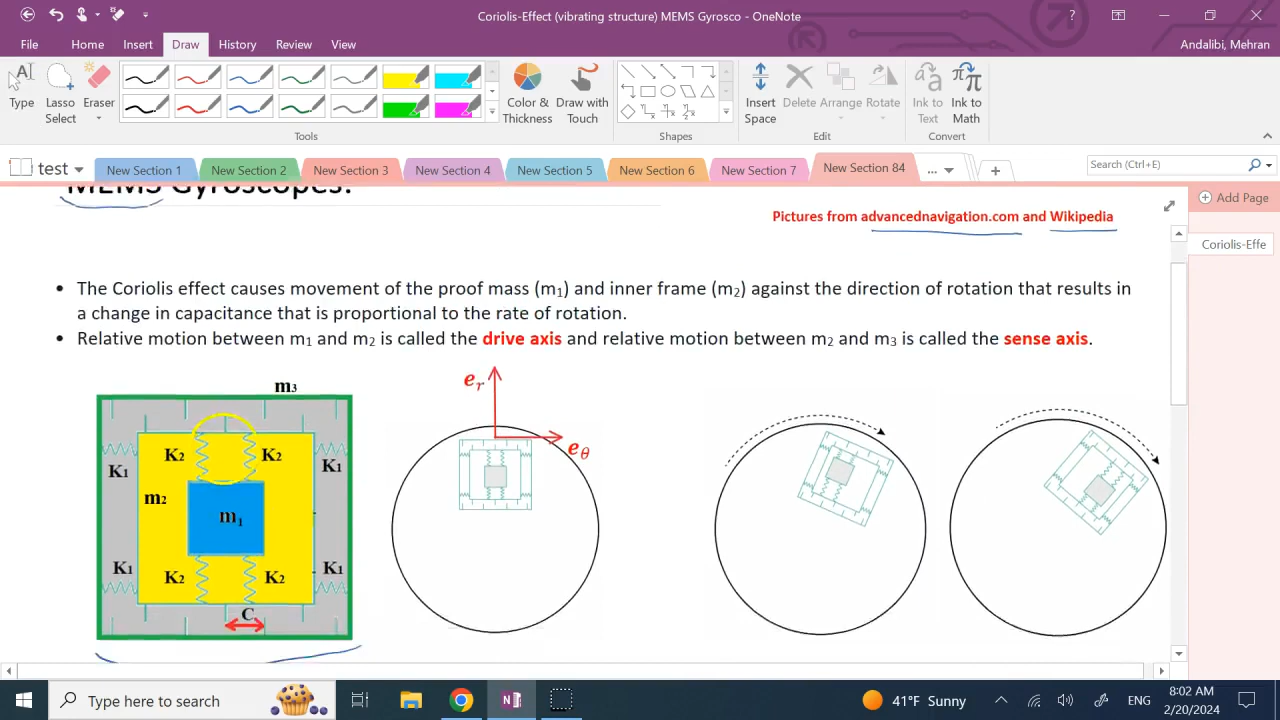 Coriolis-Effect (vibrating structure) MEMS Gyrosco - OneNote
?
File Home Insert Draw History Review View
Andalibi, Mehran
Type
Lasso Select
Eraser
Color & Thickness
Draw with Touch
Insert Space
Delete
Arrange
Rotate
Ink to Text
Ink to Math
Tools
Shapes
Edit
Convert
test
New Section 1
New Section 2
New Section 3
New Section 4
New Section 5
New Section 6
New Section 7
New Section 84
...
Search (Ctrl+E)
MEMS Gyroscopes:
Add Page
Pictures from advancednavigation.com and Wikipedia
Coriolis-Effe
• The Coriolis effect causes movement of the proof mass (m₁) and inner frame (m₂) against the direction of rotation that results in
a change in capacitance that is proportional to the rate of rotation.
• Relative motion between m₁ and m₂ is called the drive axis and relative motion between m₂ and m₃ is called the sense axis.
m₃
e_r
K₂ K₂
e_θ
K₁ K₁
m₂
m₁
K₁ K₁
K₂ K₂
C
Type here to search
41°F Sunny
ENG
8:02 AM
2/20/2024